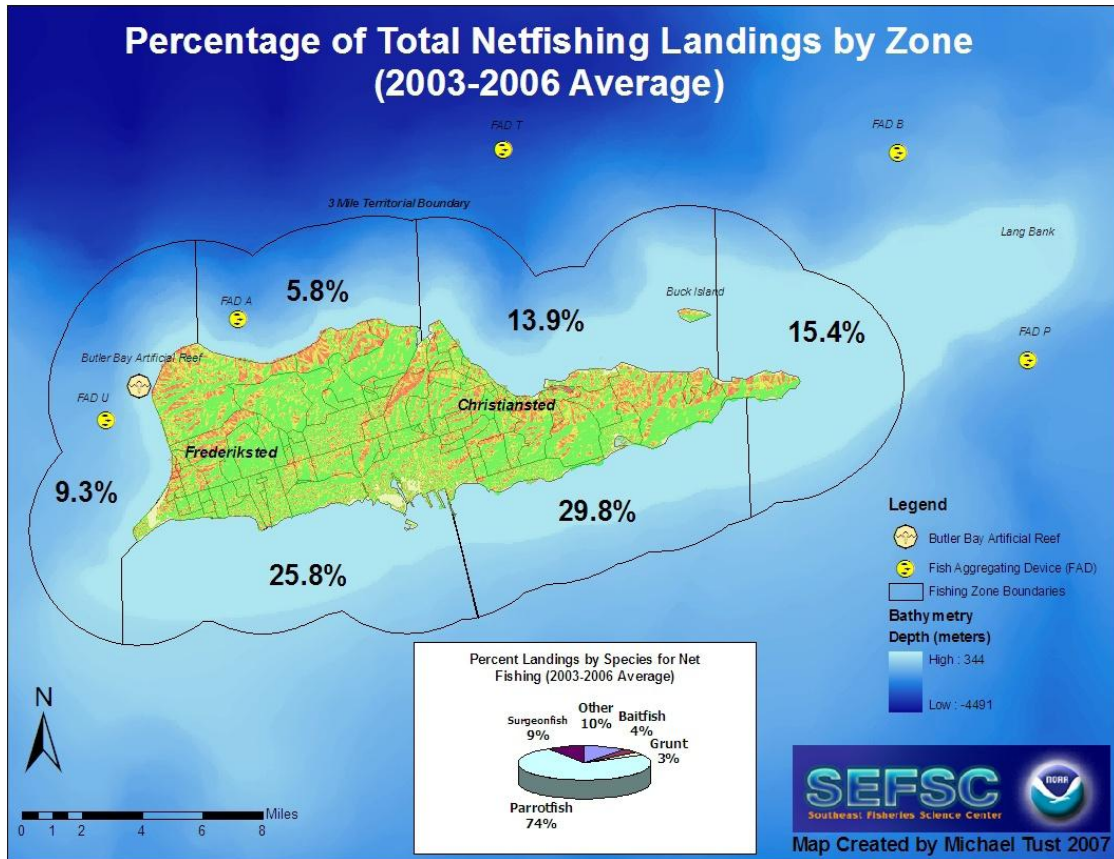 Percentage of Total Netfishing Landings by Zone
(2003-2006 Average)
FAD T
FAD B
3 Mile Territorial Boundary
Lang Bank
5.8%
Buck Island
FAD A
13.9%
15.4%
FAD P
Butler Bay Artificial Reef
FAD U
Christiansted
Frederiksted
9.3%
29.8%
25.8%
Legend
Butler Bay Artificial Reef
Fish Aggregating Device (FAD)
Fishing Zone Boundaries
Bathymetry
Depth (meters)
High : 344
Low : -4491
Percent Landings by Species for Net
Fishing (2003-2006 Average)
Other
10%
Baitfish
4%
Surgeonfish
9%
Grunt
3%
Parrotfish
74%
N
Miles
0 1 2 4 6 8
SEFSC
Southeast Fisheries Science Center
NOAA
Map Created by Michael Tust 2007